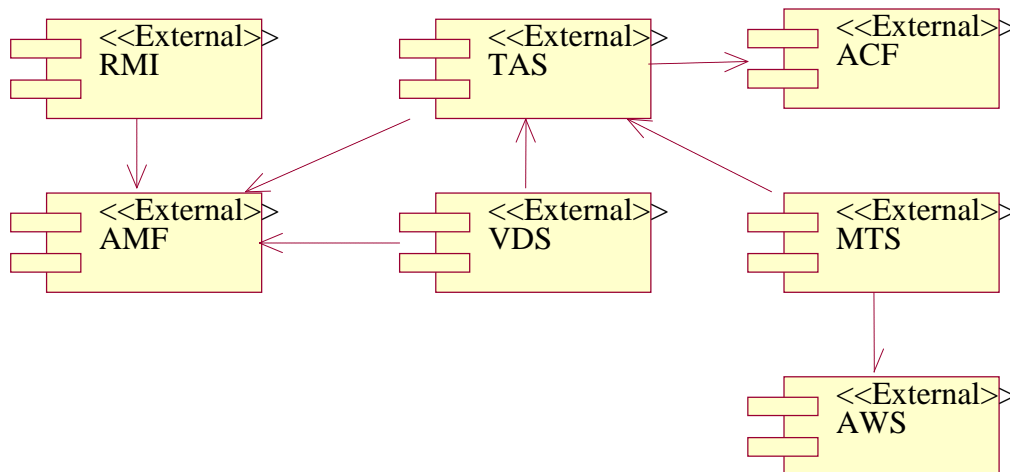 <<External>>
RMI
<<External>>
TAS
<<External>>
ACF
<<External>>
AMF
<<External>>
VDS
<<External>>
MTS
<<External>>
AWS